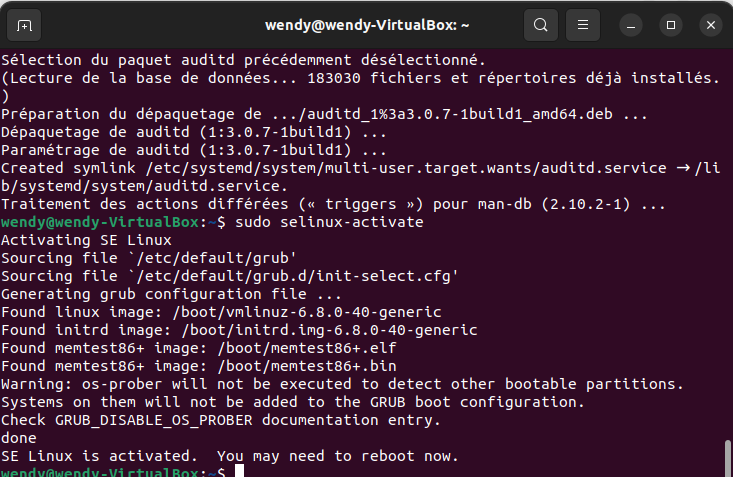 wendy@wendy-VirtualBox: ~
Sélection du paquet auditd précédemment désélectionné.
(Lecture de la base de données... 183030 fichiers et répertoires déjà installés.
)
Préparation du dépaquetage de .../auditd_1%3a3.0.7-1build1_amd64.deb ...
Dépaquetage de auditd (1:3.0.7-1build1) ...
Paramétrage de auditd (1:3.0.7-1build1) ...
Created symlink /etc/systemd/system/multi-user.target.wants/auditd.service → /li
b/systemd/system/auditd.service.
Traitement des actions différées (« triggers ») pour man-db (2.10.2-1) ...
wendy@wendy-VirtualBox:~$ sudo selinux-activate
Activating SE Linux
Sourcing file `/etc/default/grub'
Sourcing file `/etc/default/grub.d/init-select.cfg'
Generating grub configuration file ...
Found linux image: /boot/vmlinuz-6.8.0-40-generic
Found initrd image: /boot/initrd.img-6.8.0-40-generic
Found memtest86+ image: /boot/memtest86+.elf
Found memtest86+ image: /boot/memtest86+.bin
Warning: os-prober will not be executed to detect other bootable partitions.
Systems on them will not be added to the GRUB boot configuration.
Check GRUB_DISABLE_OS_PROBER documentation entry.
done
SE Linux is activated.  You may need to reboot now.
wendy@wendy-VirtualBox:~$